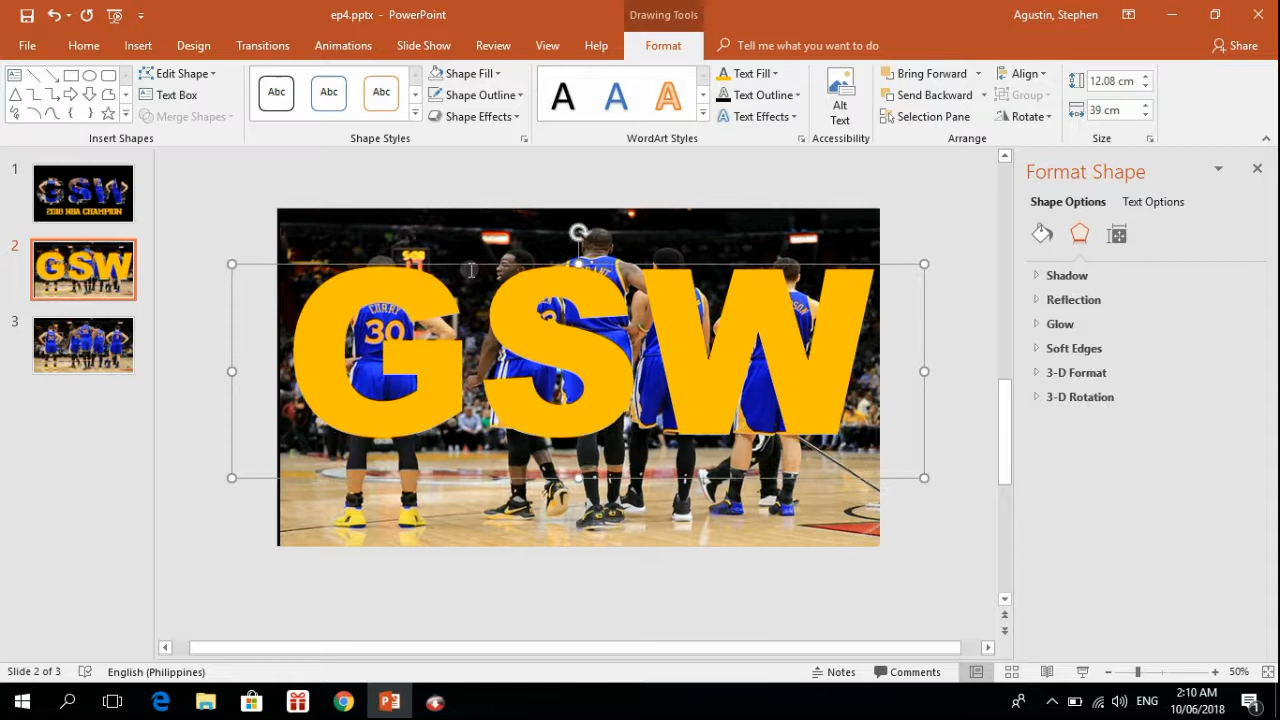 ep4.pptx - PowerPoint
Drawing Tools
Agustin, Stephen
File Home Insert Design Transitions Animations Slide Show Review View Help Format Tell me what you want to do Share
Edit Shape
Text Box
Merge Shapes
Insert Shapes
Abc Abc Abc
Shape Fill
Shape Outline
Shape Effects
Shape Styles
A A A
Text Fill
Text Outline
Text Effects
WordArt Styles
Alt
Text
Accessibility
Bring Forward
Send Backward
Selection Pane
Align
Group
Rotate
Arrange
12.08 cm
39 cm
Size
1
GSW
2018 NBA CHAMPION
2
GSW
3
CURRY
30
GSW
Format Shape
Shape Options Text Options
Shadow
Reflection
Glow
Soft Edges
3-D Format
3-D Rotation
Slide 2 of 3 English (Philippines) Notes Comments 50%
ENG
2:10 AM
10/06/2018
1